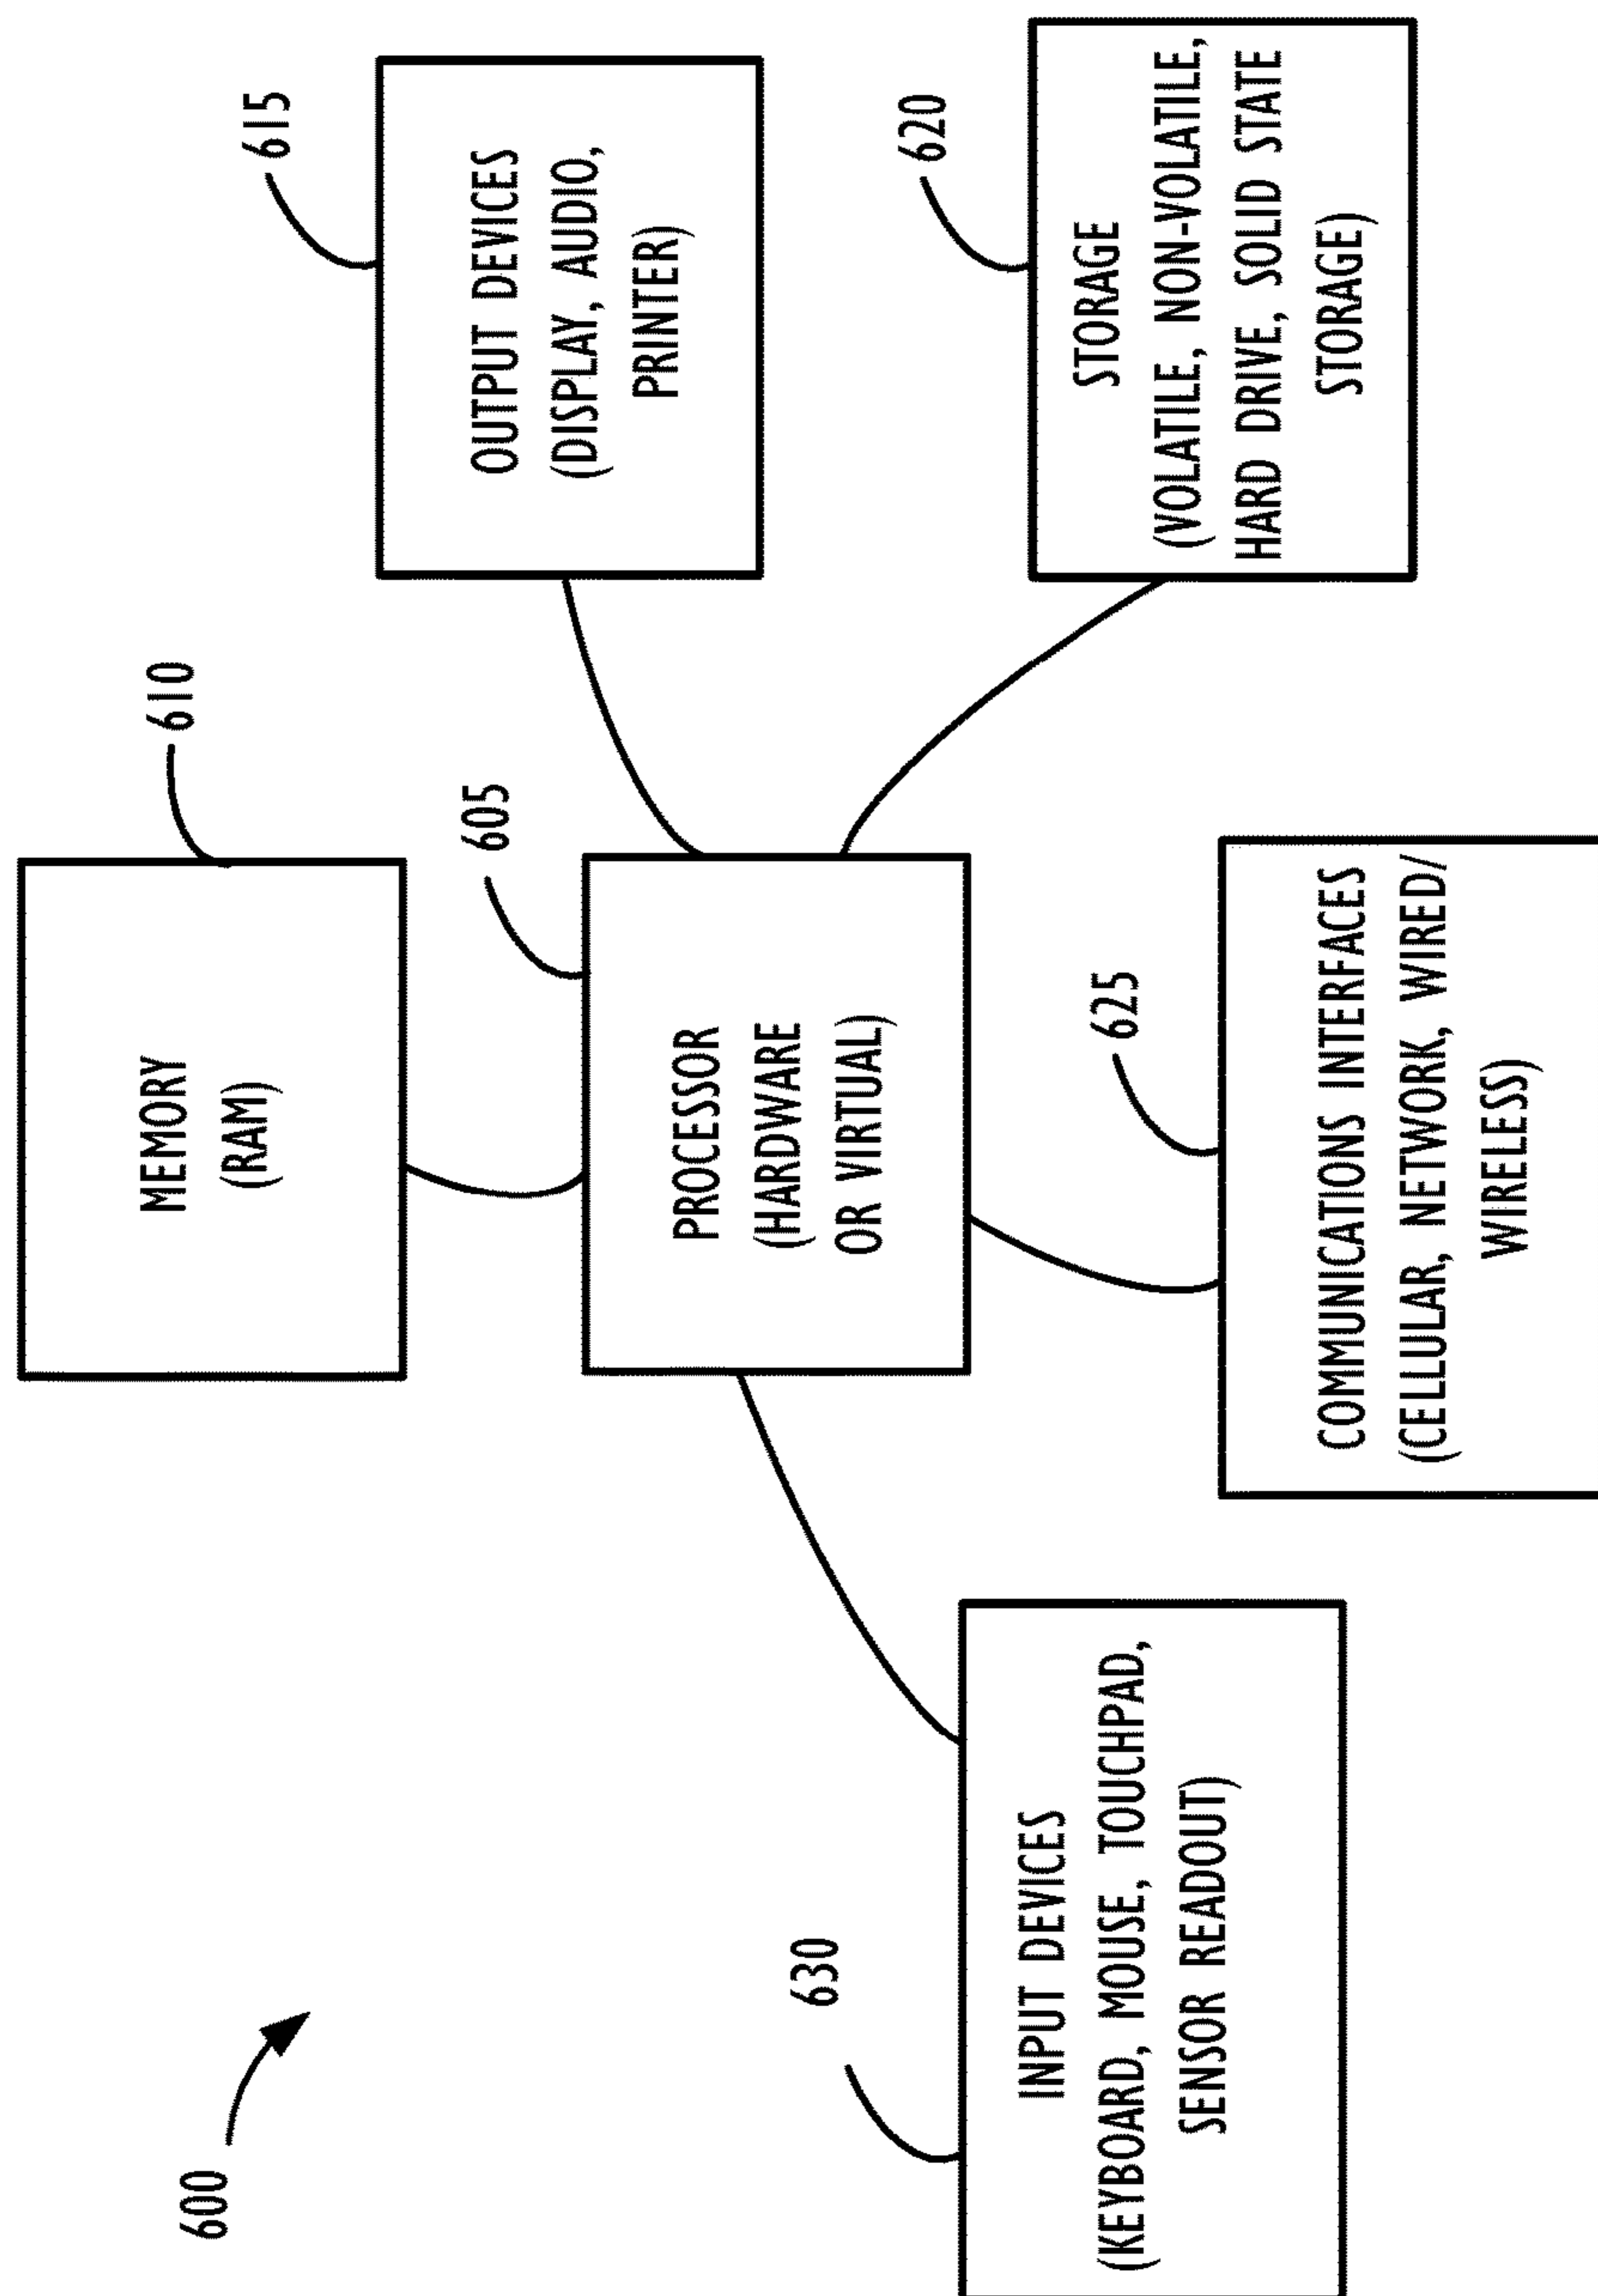 600
MEMORY
(RAM)
610
OUTPUT DEVICES
(DISPLAY, AUDIO,
PRINTER)
615
PROCESSOR
(HARDWARE
OR VIRTUAL)
605
INPUT DEVICES
(KEYBOARD, MOUSE, TOUCHPAD,
SENSOR READOUT)
630
COMMUNICATIONS INTERFACES
(CELLULAR, NETWORK, WIRED/
WIRELESS)
625
STORAGE
(VOLATILE, NON-VOLATILE,
HARD DRIVE, SOLID STATE
STORAGE)
620